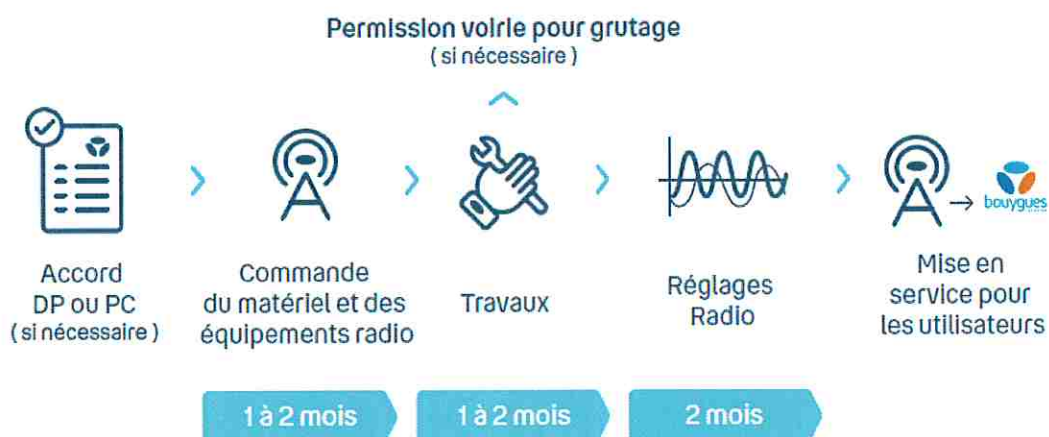 Permission voirie pour grutage
( si nécessaire )
Accord
DP ou PC
( si nécessaire )
Commande
du matériel et des
équipements radio
Travaux
Réglages
Radio
bouygues
Mise en
service pour
les utilisateurs
1 à 2 mois
1 à 2 mois
2 mois